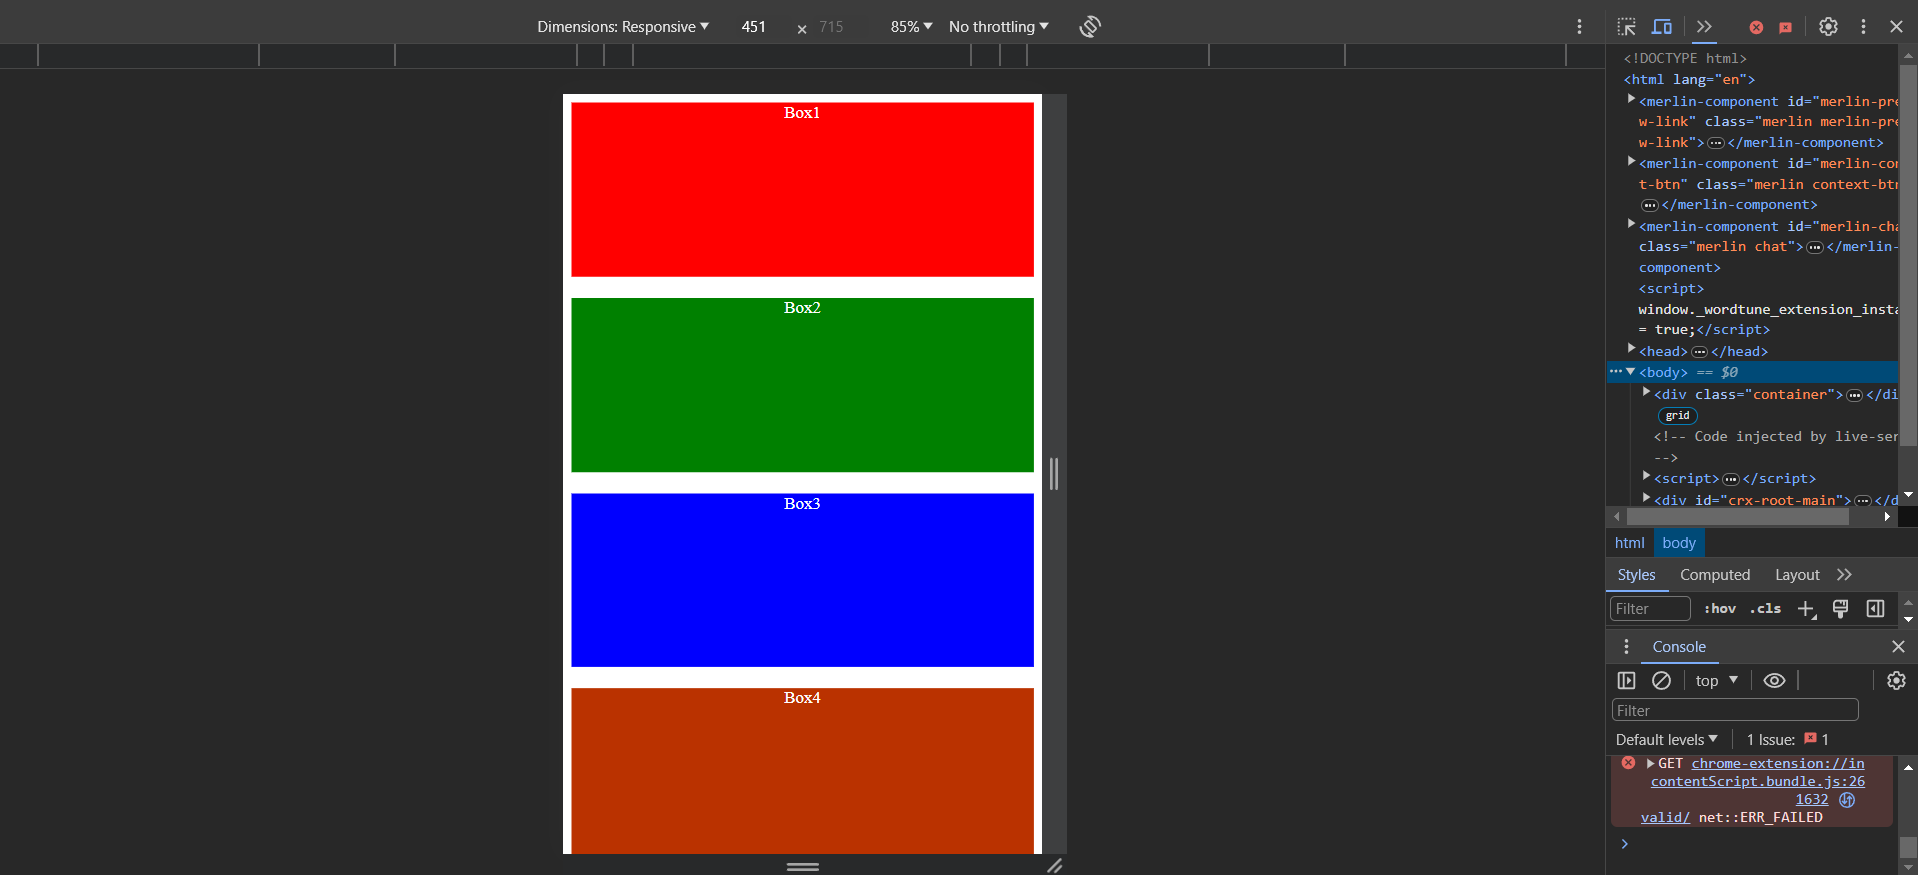 Dimensions: Responsive 451 × 715 85% No throttling
Box1
Box2
Box3
Box4
<!DOCTYPE html>
<html lang="en">
<merlin-component id="merlin-pre
w-link" class="merlin merlin-pre
w-link">…</merlin-component>
<merlin-component id="merlin-con
t-btn" class="merlin context-btn
…</merlin-component>
<merlin-component id="merlin-cha
class="merlin chat">…</merlin-
component>
<script>
window._wordtune_extension_insta
= true;</script>
<head>…</head>
… <body> == $0
<div class="container">…</di
grid
<!-- Code injected by live-ser
-->
<script>…</script>
<div id="crx-root-main">…</d
html body
Styles Computed Layout
Filter :hov .cls
Console
top
Filter
Default levels 1 Issue: 1
GET chrome-extension://in
contentScript.bundle.js:26
1632
valid/ net::ERR_FAILED